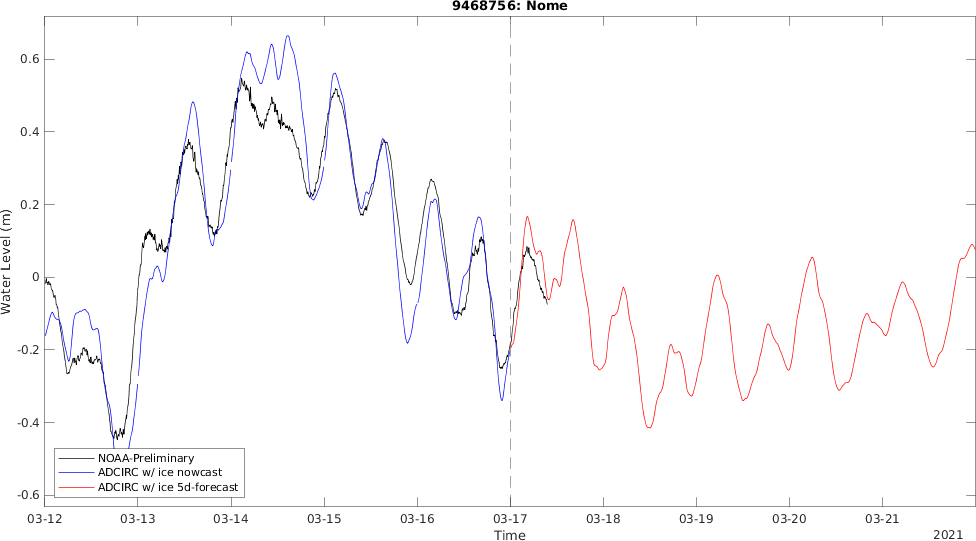 9468756: Nome
Water Level (m)
0.6
0.4
0.2
0
-0.2
-0.4
-0.6
NOAA-Preliminary
ADCIRC w/ ice nowcast
ADCIRC w/ ice 5d-forecast
03-12 03-13 03-14 03-15 03-16 03-17 03-18 03-19 03-20 03-21
Time
2021